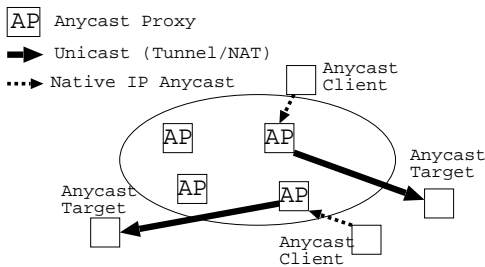 AP Anycast Proxy
Unicast (Tunnel/NAT)
Native IP Anycast
Anycast
Client
AP
AP
Anycast
Target
Anycast
Target
AP
AP
Anycast
Client